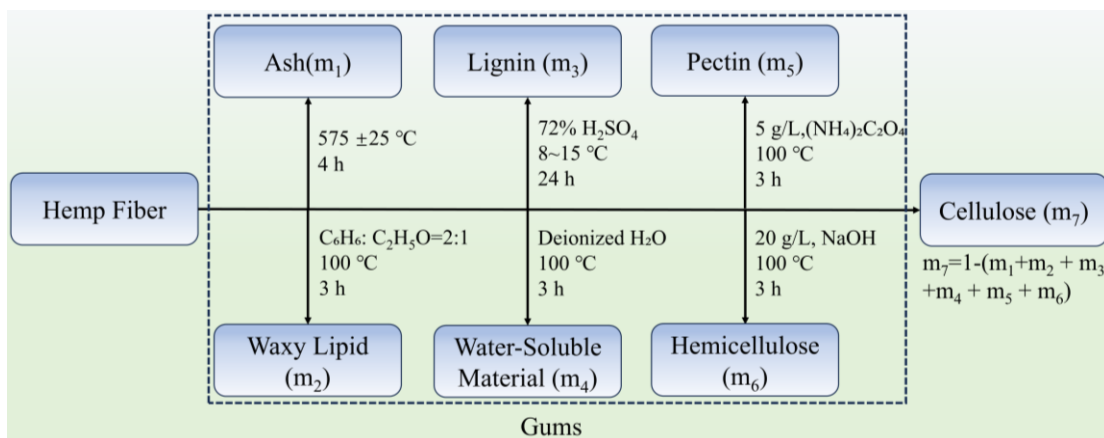 Ash(m₁)
Lignin (m₃)
Pectin (m₅)
575 ±25 ℃
4 h
72% H₂SO₄
8~15 ℃
24 h
5 g/L,(NH₄)₂C₂O₄
100 ℃
3 h
Hemp Fiber
Cellulose (m₇)
m₇=1-(m₁+m₂ + m₃
+m₄ + m₅ + m₆)
C₆H₆: C₂H₅O=2:1
100 ℃
3 h
Deionized H₂O
100 ℃
3 h
20 g/L, NaOH
100 ℃
3 h
Waxy Lipid
(m₂)
Water-Soluble
Material (m₄)
Hemicellulose
(m₆)
Gums